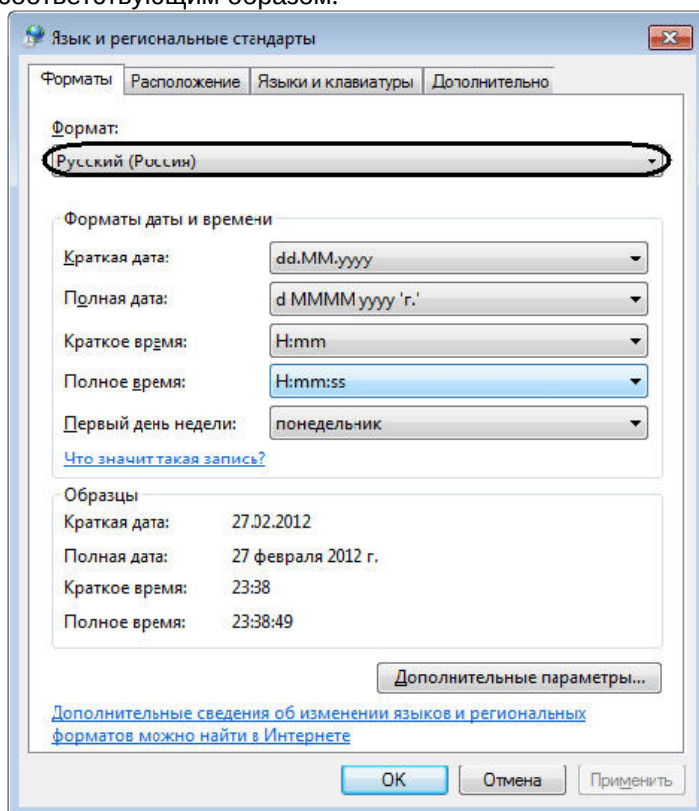 соответствующим образом.
Язык и региональные стандарты
Форматы Расположение Языки и клавиатуры Дополнительно
Формат:
Русский (Россия)
Форматы даты и времени
Краткая дата: dd.MM.yyyy
Полная дата: d MMMM yyyy 'г.'
Краткое время: H:mm
Полное время: H:mm:ss
Первый день недели: понедельник
Что значит такая запись?
Образцы
Краткая дата: 27.02.2012
Полная дата: 27 февраля 2012 г.
Краткое время: 23:38
Полное время: 23:38:49
Дополнительные параметры...
Дополнительные сведения об изменении языков и региональных
форматов можно найти в Интернете
ОК Отмена Применить